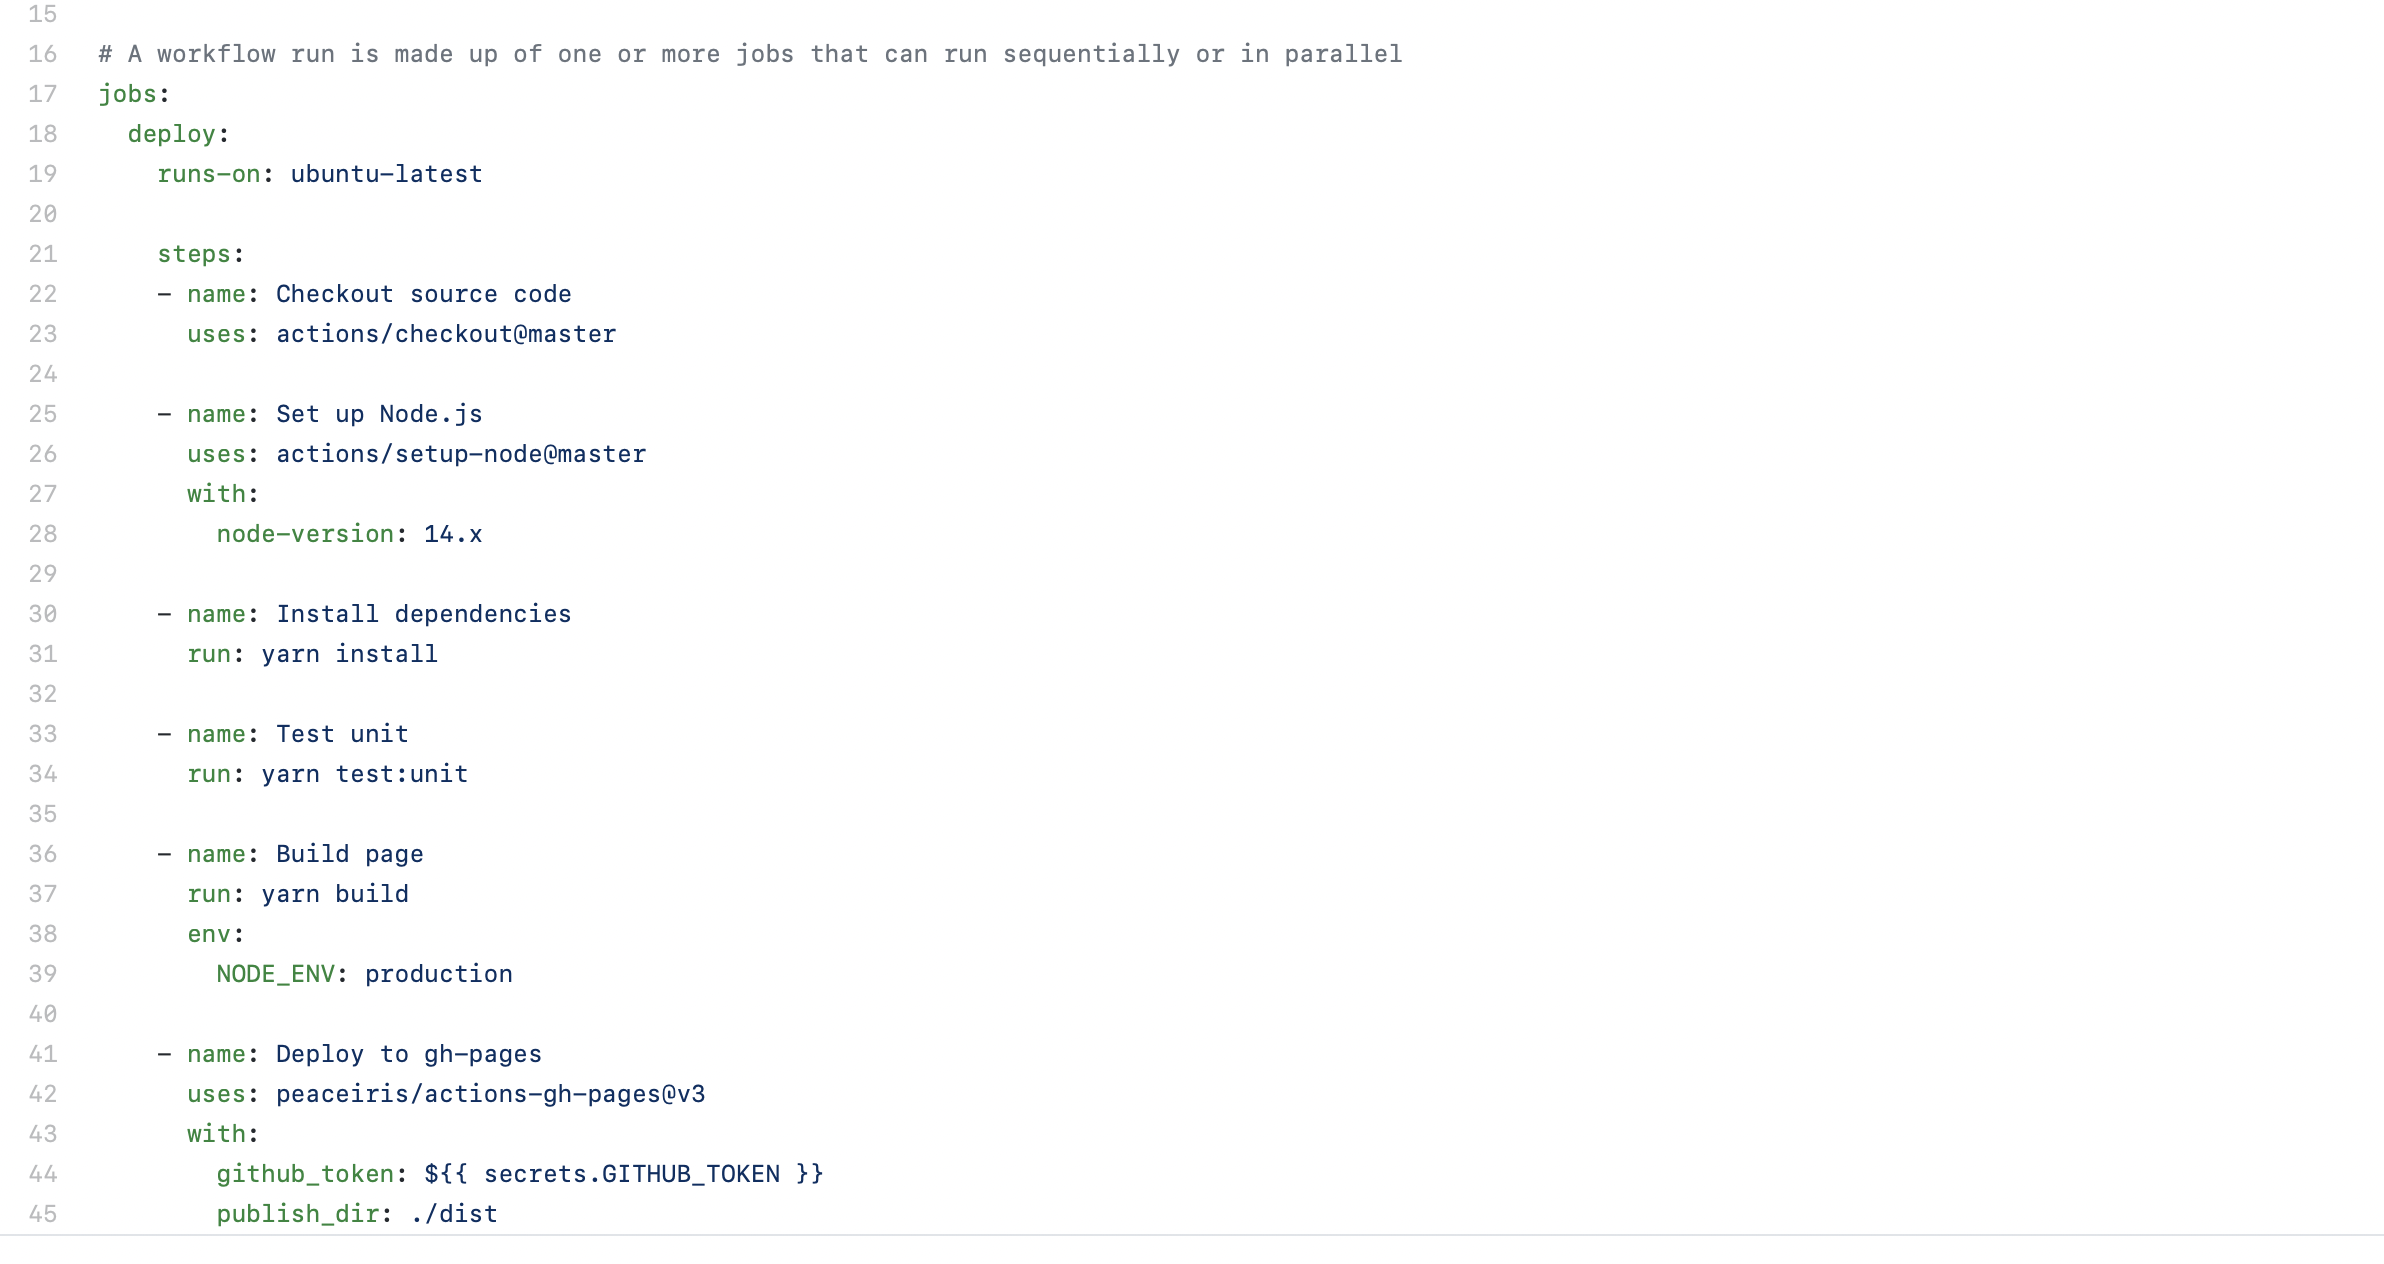 15
16 # A workflow run is made up of one or more jobs that can run sequentially or in parallel
17 jobs:
18   deploy:
19     runs-on: ubuntu-latest
20
21     steps:
22     - name: Checkout source code
23       uses: actions/checkout@master
24
25     - name: Set up Node.js
26       uses: actions/setup-node@master
27       with:
28         node-version: 14.x
29
30     - name: Install dependencies
31       run: yarn install
32
33     - name: Test unit
34       run: yarn test:unit
35
36     - name: Build page
37       run: yarn build
38       env:
39         NODE_ENV: production
40
41     - name: Deploy to gh-pages
42       uses: peaceiris/actions-gh-pages@v3
43       with:
44         github_token: ${{ secrets.GITHUB_TOKEN }}
45         publish_dir: ./dist